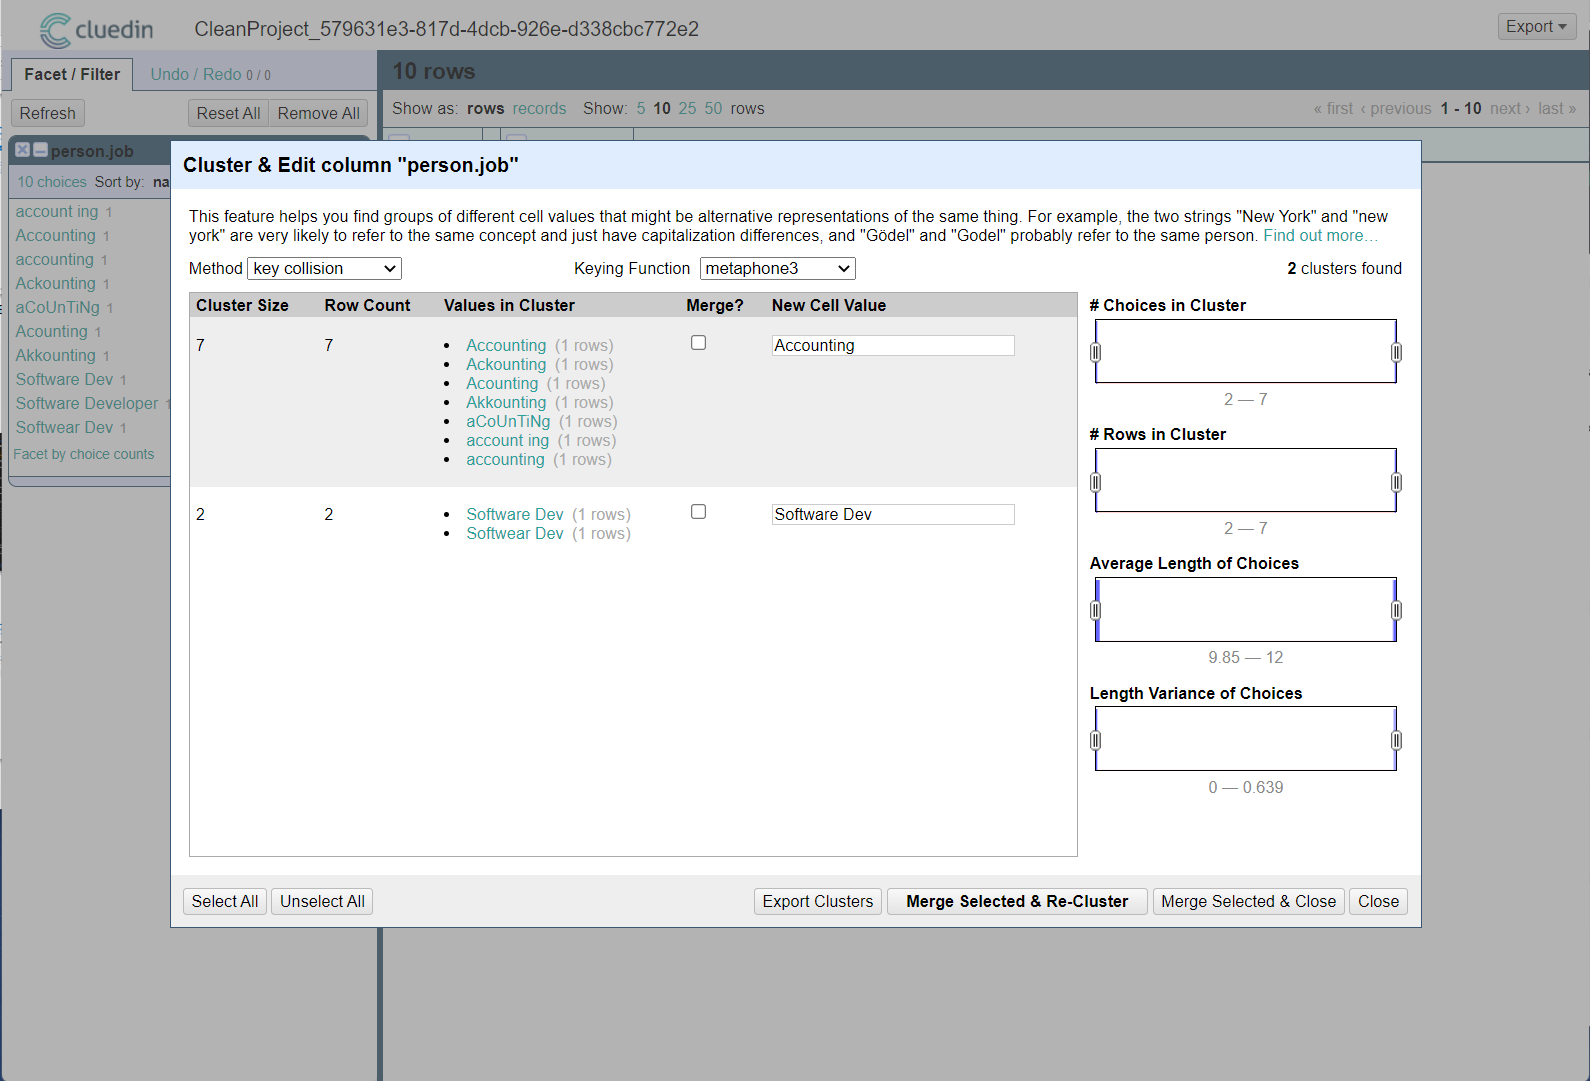 cluedin
CleanProject_579631e3-817d-4dcb-926e-d338cbc772e2
Export
Facet / Filter
Undo / Redo 0 / 0
10 rows
Refresh
Reset All
Remove All
Show as: rows records Show: 5 10 25 50 rows
« first ‹ previous 1 - 10 next › last »
person.job
10 choices Sort by: na
account ing 1
Accounting 1
accounting 1
Ackounting 1
aCoUnTiNg 1
Acounting 1
Akkounting 1
Software Dev 1
Software Developer 1
Softwear Dev 1
Facet by choice counts
Cluster & Edit column "person.job"
This feature helps you find groups of different cell values that might be alternative representations of the same thing. For example, the two strings "New York" and "new
york" are very likely to refer to the same concept and just have capitalization differences, and "Gödel" and "Godel" probably refer to the same person. Find out more…
Method key collision
Keying Function metaphone3
2 clusters found
Cluster Size Row Count Values in Cluster Merge? New Cell Value
7 7 Accounting (1 rows) Accounting
Ackounting (1 rows)
Acounting (1 rows)
Akkounting (1 rows)
aCoUnTiNg (1 rows)
account ing (1 rows)
accounting (1 rows)
2 2 Software Dev (1 rows) Software Dev
Softwear Dev (1 rows)
# Choices in Cluster
2 — 7
# Rows in Cluster
2 — 7
Average Length of Choices
9.85 — 12
Length Variance of Choices
0 — 0.639
Select All
Unselect All
Export Clusters
Merge Selected & Re-Cluster
Merge Selected & Close
Close